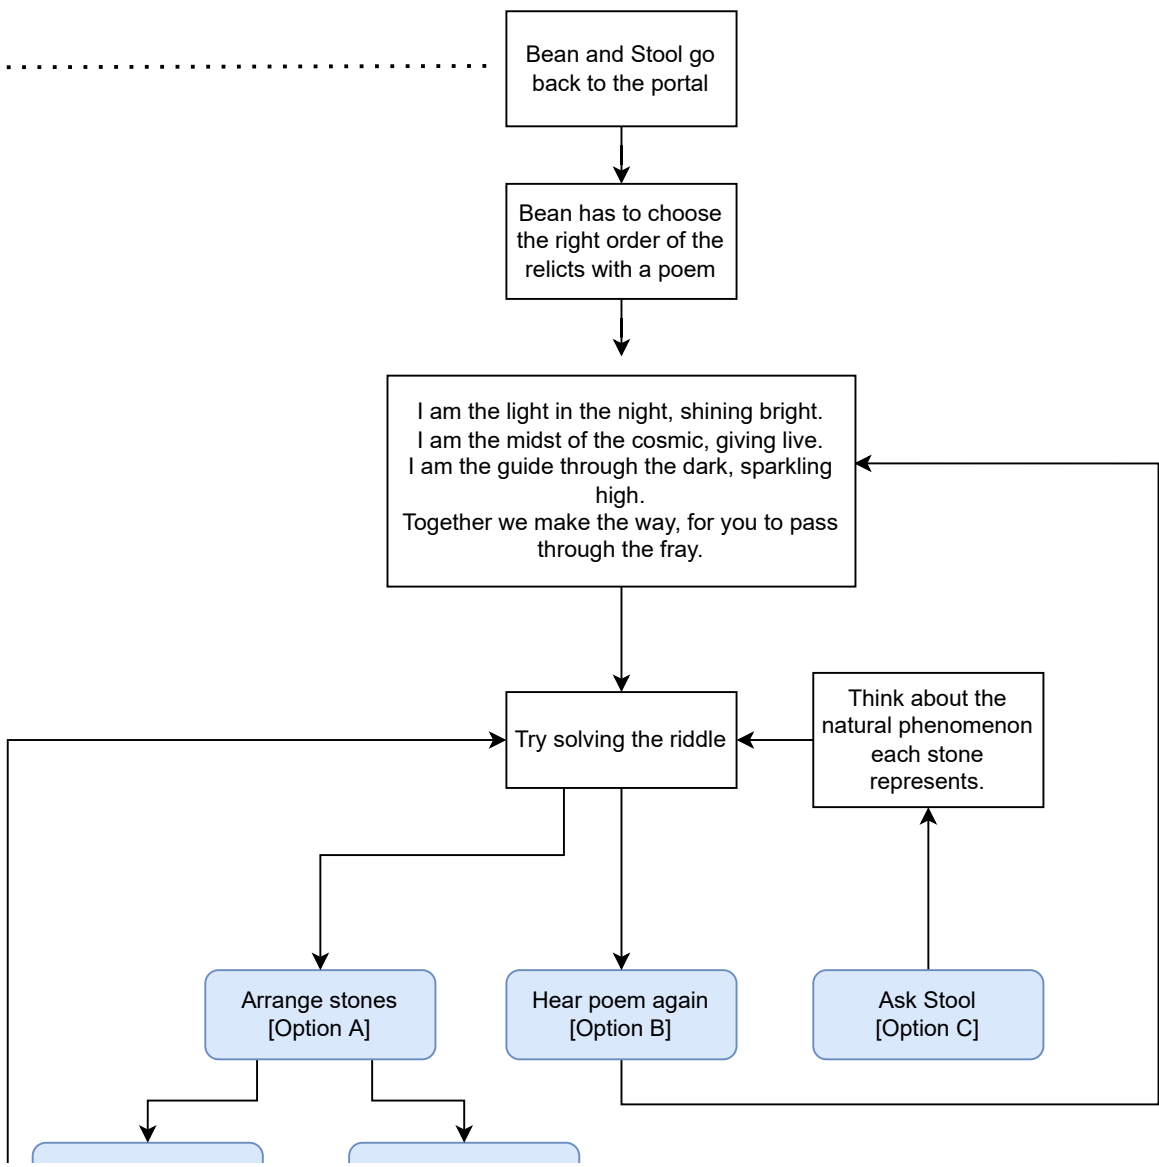 Bean and Stool go
back to the portal
Bean has to choose
the right order of the
relicts with a poem
I am the light in the night, shining bright.
I am the midst of the cosmic, giving live.
I am the guide through the dark, sparkling
high.
Together we make the way, for you to pass
through the fray.
Try solving the riddle
Think about the
natural phenomenon
each stone
represents.
Arrange stones
[Option A]
Hear poem again
[Option B]
Ask Stool
[Option C]